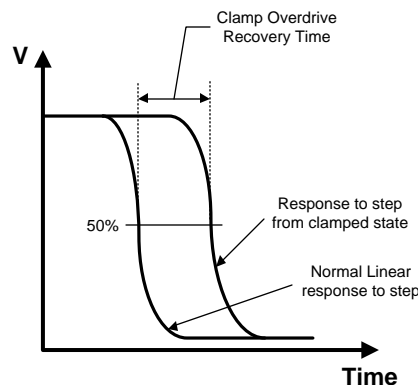 Clamp Overdrive
Recovery Time
V
50%
Response to step
from clamped state
Normal Linear
response to step
Time